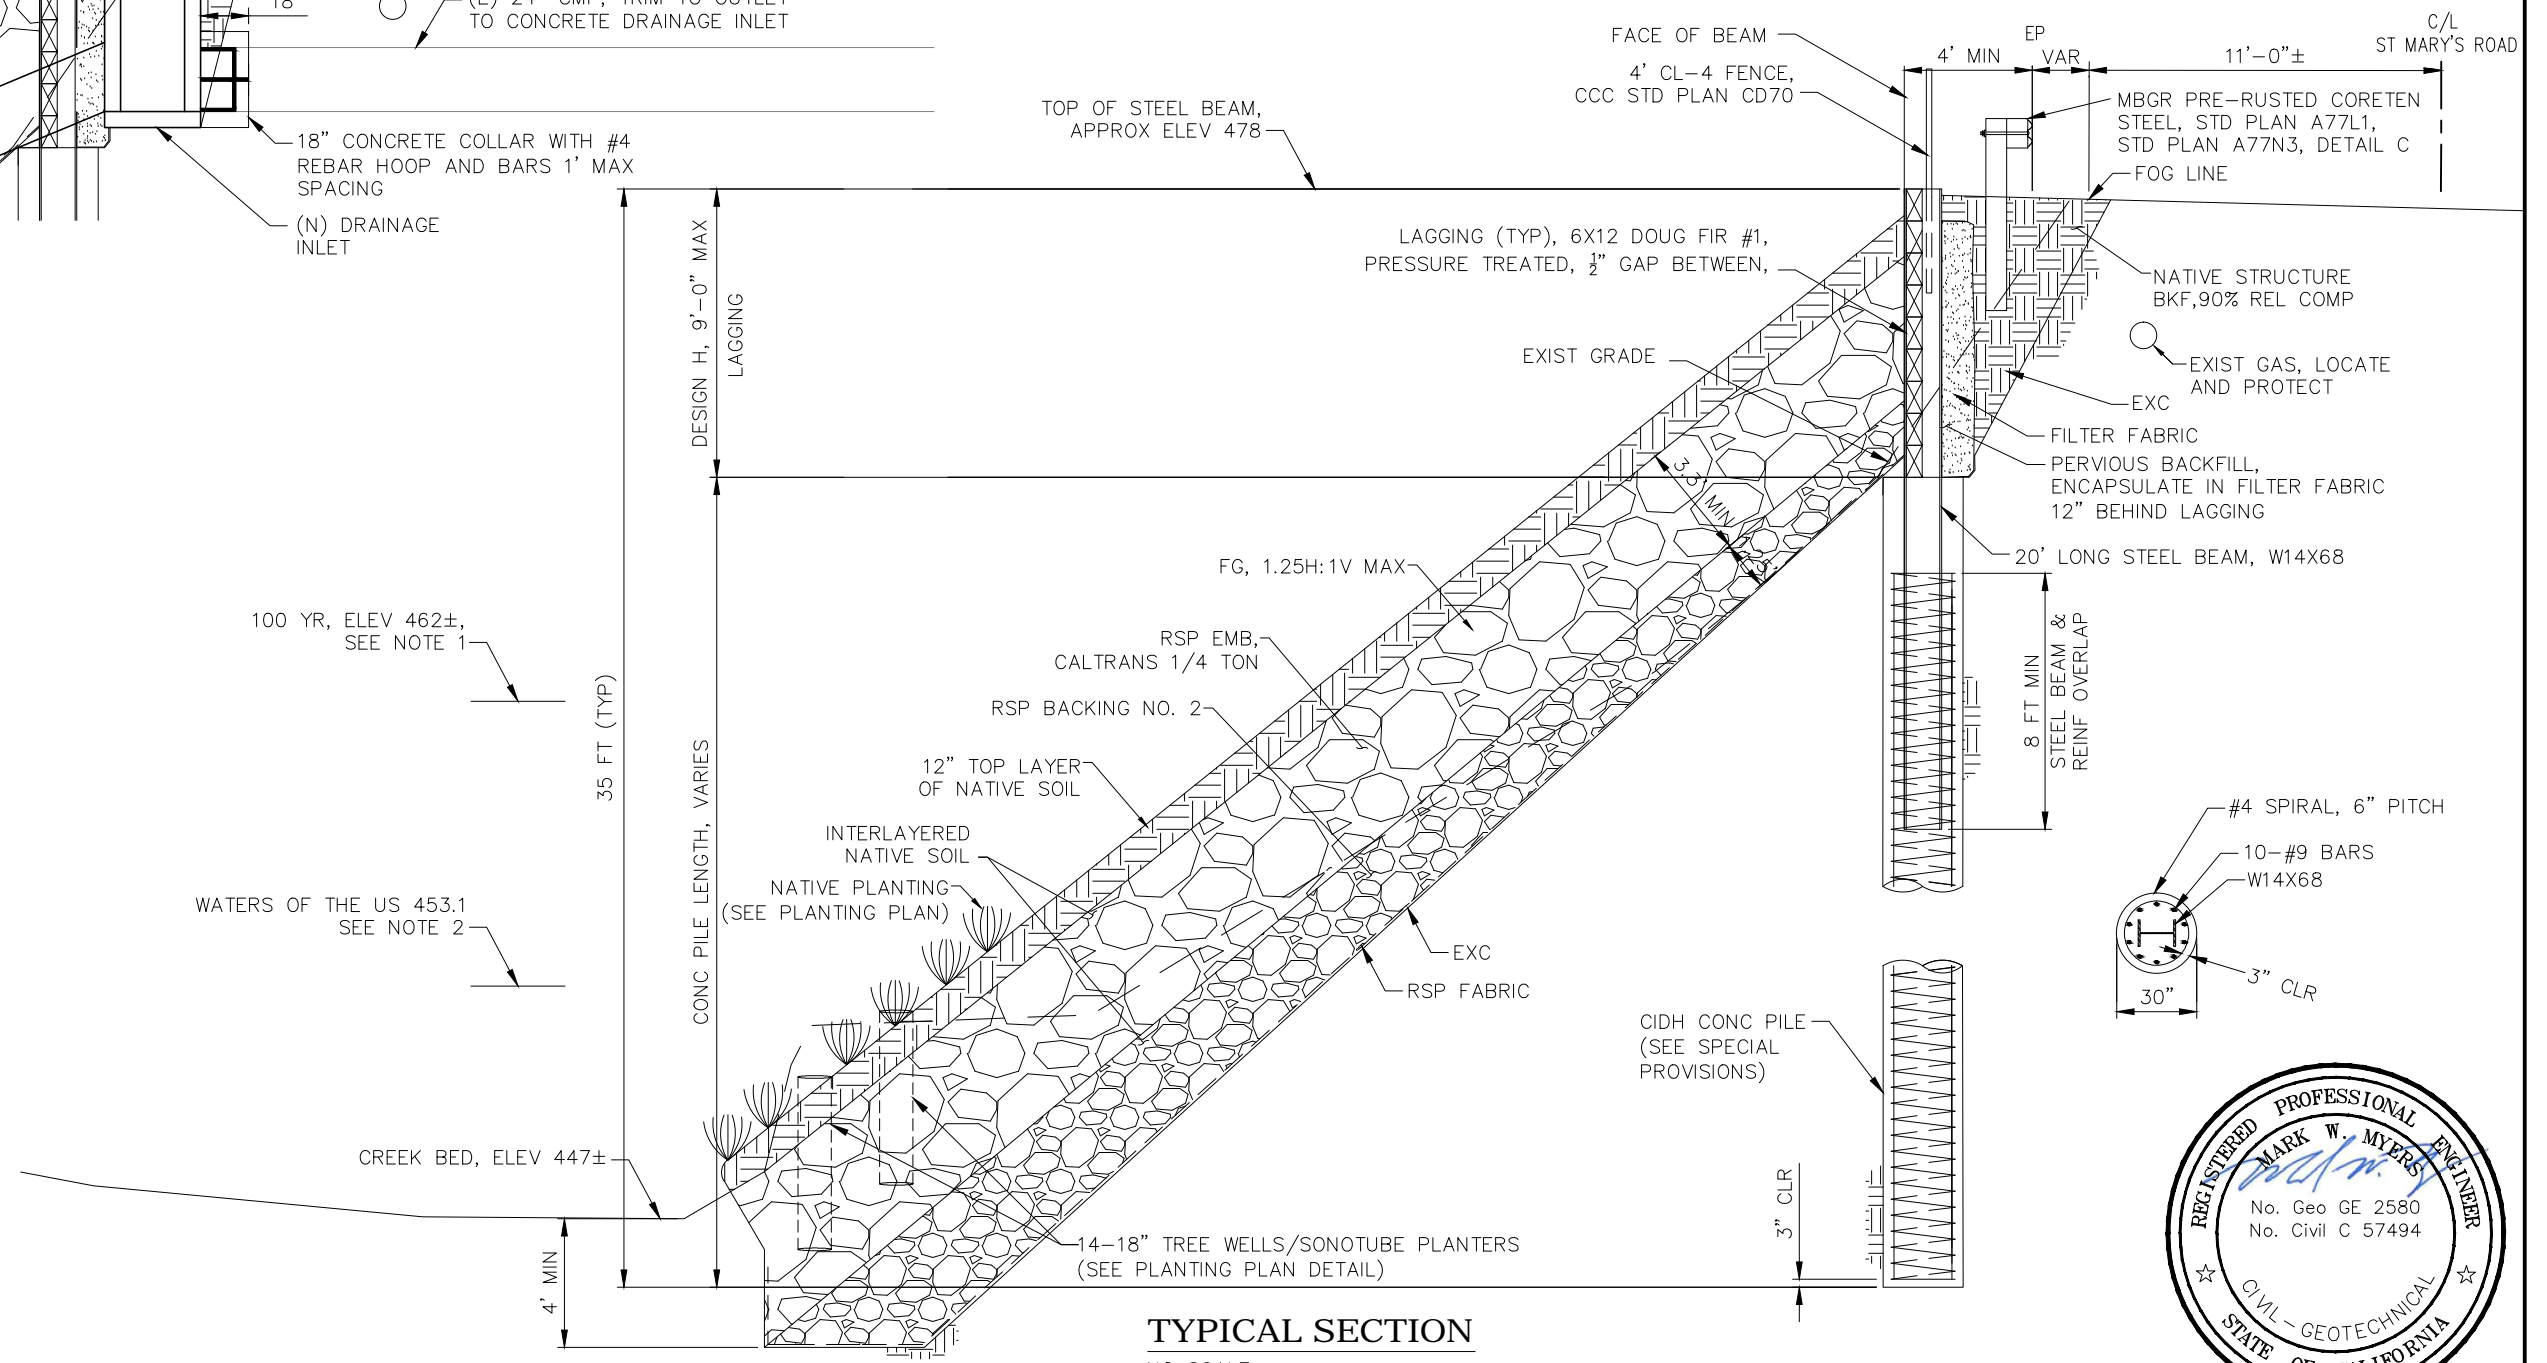 18"
TO CONCRETE DRAINAGE INLET
18" CONCRETE COLLAR WITH #4
REBAR HOOP AND BARS 1' MAX
SPACING
(N) DRAINAGE
INLET
TOP OF STEEL BEAM,
APPROX ELEV 478
FACE OF BEAM
4' CL-4 FENCE,
CCC STD PLAN CD70
4' MIN
EP
VAR
11'-0"±
C/L
ST MARY'S ROAD
MBGR PRE-RUSTED CORETEN
STEEL, STD PLAN A77L1,
STD PLAN A77N3, DETAIL C
FOG LINE
LAGGING (TYP), 6X12 DOUG FIR #1,
PRESSURE TREATED, ½" GAP BETWEEN,
EXIST GRADE
NATIVE STRUCTURE
BKF,90% REL COMP
EXIST GAS, LOCATE
AND PROTECT
EXC
FILTER FABRIC
PERVIOUS BACKFILL,
ENCAPSULATE IN FILTER FABRIC
12" BEHIND LAGGING
20' LONG STEEL BEAM, W14X68
DESIGN H, 9'-0" MAX
LAGGING
35 FT (TYP)
CONC PILE LENGTH, VARIES
3.3' MIN
FG, 1.25H:1V MAX
RSP EMB,
CALTRANS 1/4 TON
RSP BACKING NO. 2
12" TOP LAYER
OF NATIVE SOIL
INTERLAYERED
NATIVE SOIL
NATIVE PLANTING
(SEE PLANTING PLAN)
100 YR, ELEV 462±,
SEE NOTE 1
WATERS OF THE US 453.1
SEE NOTE 2
CREEK BED, ELEV 447±
4' MIN
EXC
RSP FABRIC
14-18" TREE WELLS/SONOTUBE PLANTERS
(SEE PLANTING PLAN DETAIL)
8 FT MIN
STEEL BEAM &
REINF OVERLAP
#4 SPIRAL, 6" PITCH
10-#9 BARS
W14X68
3" CLR
30"
CIDH CONC PILE
(SEE SPECIAL
PROVISIONS)
3" CLR
TYPICAL SECTION
REGISTERED PROFESSIONAL ENGINEER
MARK W. MYERS
No. Geo GE 2580
No. Civil C 57494
CIVIL - GEOTECHNICAL
STATE OF CALIFORNIA